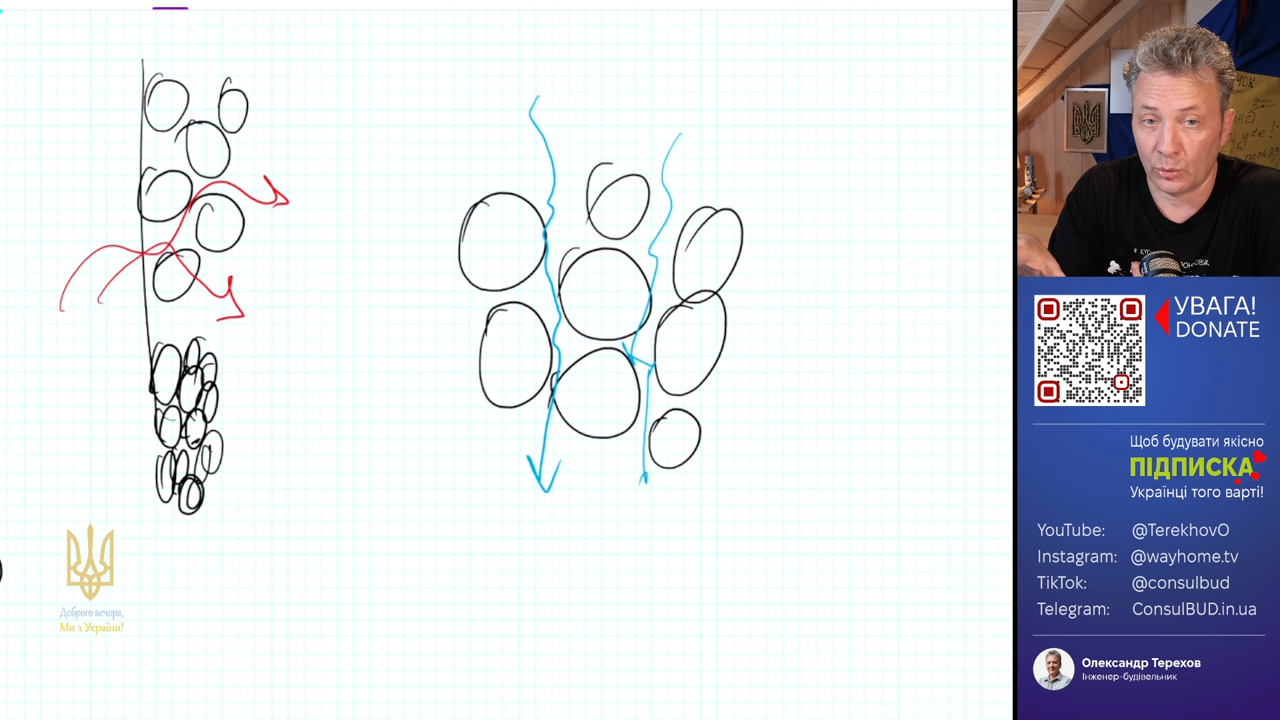 Доброго вечора,
Ми з України!
УВАГА!
DONATE
Щоб будувати якісно
ПІДПИСКА
Українці того варті!
YouTube: @TerekhovO
Instagram: @wayhome.tv
TikTok: @consulbud
Telegram: ConsulBUD.in.ua
Олександр Терехов
Інженер-будівельник